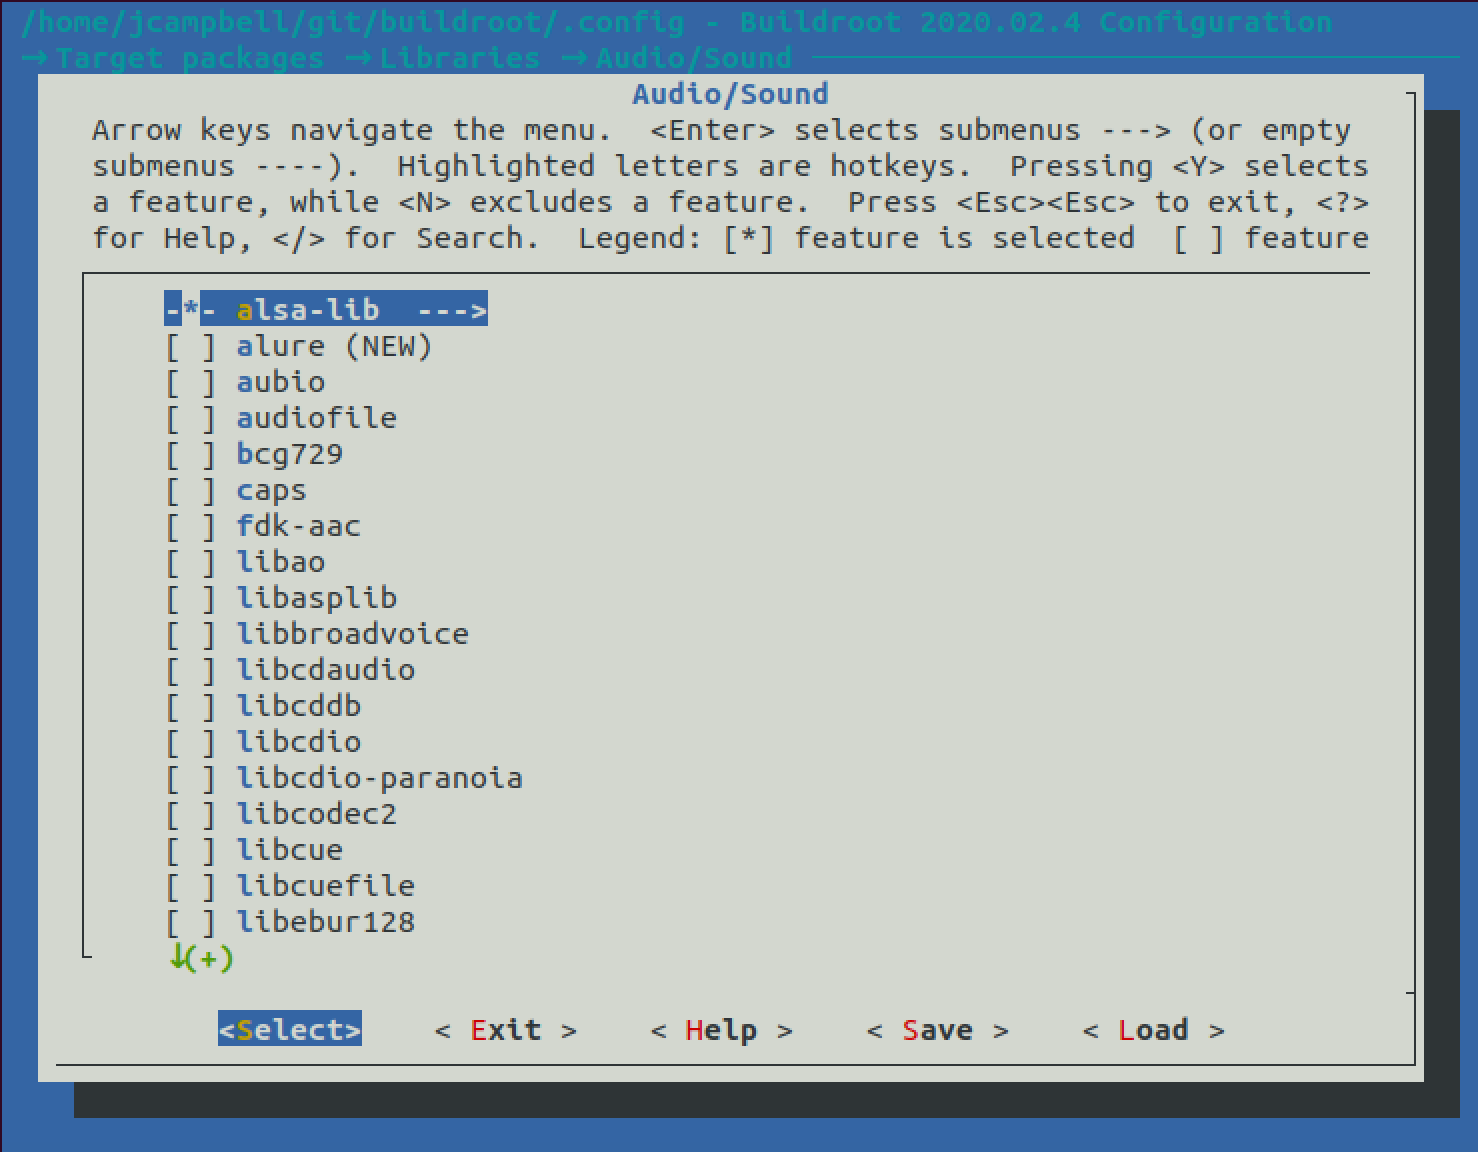 /home/jcampbell/git/buildroot/.config - Buildroot 2020.02.4 Configuration
→ Target packages → Libraries → Audio/Sound
Audio/Sound
Arrow keys navigate the menu.  <Enter> selects submenus ---> (or empty
submenus ----).  Highlighted letters are hotkeys.  Pressing <Y> selects
a feature, while <N> excludes a feature.  Press <Esc><Esc> to exit, <?>
for Help, </> for Search.  Legend: [*] feature is selected  [ ] feature
-*- alsa-lib  --->
[ ] alure (NEW)
[ ] aubio
[ ] audiofile
[ ] bcg729
[ ] caps
[ ] fdk-aac
[ ] libao
[ ] libasplib
[ ] libbroadvoice
[ ] libcdaudio
[ ] libcddb
[ ] libcdio
[ ] libcdio-paranoia
[ ] libcodec2
[ ] libcue
[ ] libcuefile
[ ] libebur128
↓(+)
<Select>    < Exit >    < Help >    < Save >    < Load >